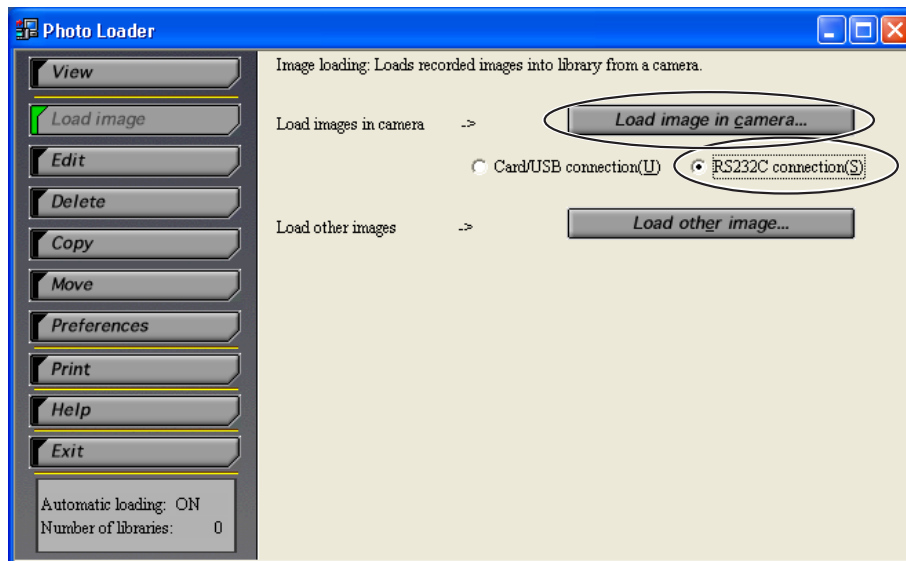 Photo Loader
View
Load image
Edit
Delete
Copy
Move
Preferences
Print
Help
Exit
Automatic loading: ON
Number of libraries: 0
Image loading: Loads recorded images into library from a camera.
Load images in camera -> Load image in camera...
Card/USB connection(U) RS232C connection(S)
Load other images -> Load other image...